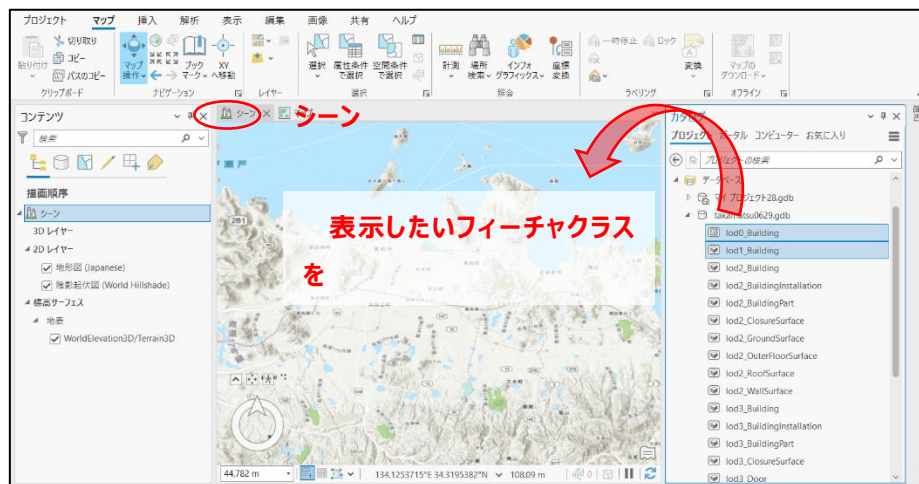 プロジェクト マップ 挿入 解析 表示 編集 画像 共有 ヘルプ
貼り付け
切り取り
コピー
パスのコピー
クリップボード
マップ操作
ブックマーク
XYへ移動
ナビゲーション
レイヤー
選択
属性条件で選択
空間条件で選択
選択
計測
場所検索
インフォグラフィックス
座標変換
照会
一時停止 ロック
ラベリング
変換
マップのダウンロード
オフライン
コンテンツ
検索
描画順序
シーン
3D レイヤー
2D レイヤー
地形図 (Japanese)
陰影起伏図 (World Hillshade)
標高サーフェス
地表
WorldElevation3D/Terrain3D
シーン
マップ
シーン
281
表示したいフィーチャクラス
を
44,782 m
134.1253715°E 34.3195382°N
108.09 m
0
カタログ
プロジェクト ポータル コンピューター お気に入り
プロジェクトの検索
データベース
マイ プロジェクト28.gdb
takamatsu0629.gdb
lod0_Building
lod1_Building
lod2_Building
lod2_BuildingInstallation
lod2_BuildingPart
lod2_ClosureSurface
lod2_GroundSurface
lod2_OuterFloorSurface
lod2_RoofSurface
lod2_WallSurface
lod3_Building
lod3_BuildingInstallation
lod3_BuildingPart
lod3_ClosureSurface
lod3_Door